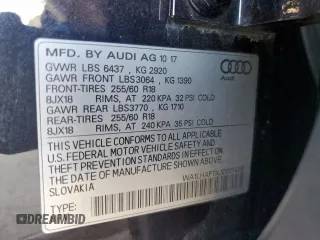 MFD. BY AUDI AG 10 17
GVWR LBS 6437 , KG 2920
GAWR FRONT LBS3064 , KG 1390
FRONT-TIRES 255/60 R18
8JX18 RIMS, AT 220 KPA 32 PSI COLD
GAWR REAR LBS3770 , KG 1710
REAR-TIRES 255/60 R18
8JX18 RIMS, AT 240 KPA 35 PSI COLD
THIS VEHICLE CONFORMS TO ALL APPLICABLE
U.S. FEDERAL MOTOR VEHICLE SAFETY
AND THEFT PREVENTION STANDARDS IN EFFECT ON
THE DATE OF MANUFACTURE SHOWN ABOVE.
SLOVAKIA
TYPE:
DREAMBID.COM